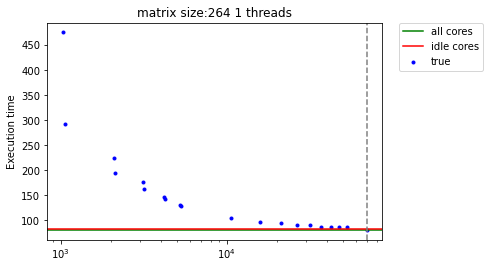 matrix size:264 1 threads
all cores
idle cores
true
Execution time
450
400
350
300
250
200
150
100
10³
10⁴